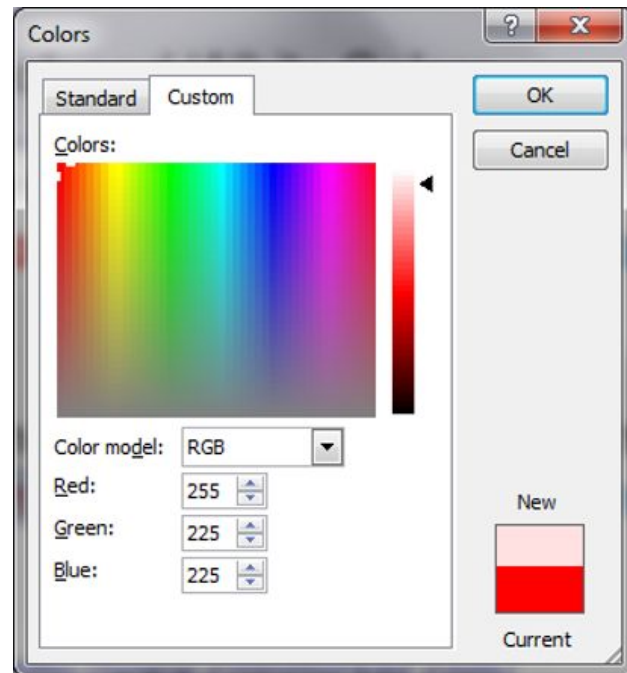 Colors
?
X
Standard
Custom
OK
Cancel
Colors:
Color model:
RGB
Red:
255
Green:
225
Blue:
225
New
Current